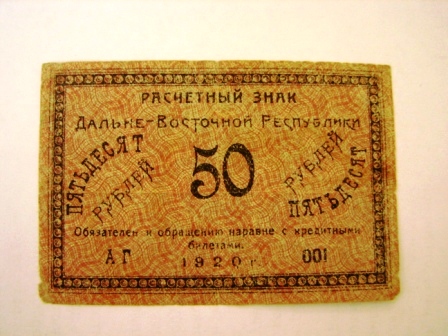 РАСЧЕТНЫЙ ЗНАК
ДАЛЬНЕ-ВОСТОЧНОЙ РЕСПУБЛИКИ
ПЯТЬДЕСЯТ
РУБЛЕЙ
50
РУБЛЕЙ
ПЯТЬДЕСЯТ
Обязателен к обращению наравне с кредитными
билетами.
АГ 001
1920 г.